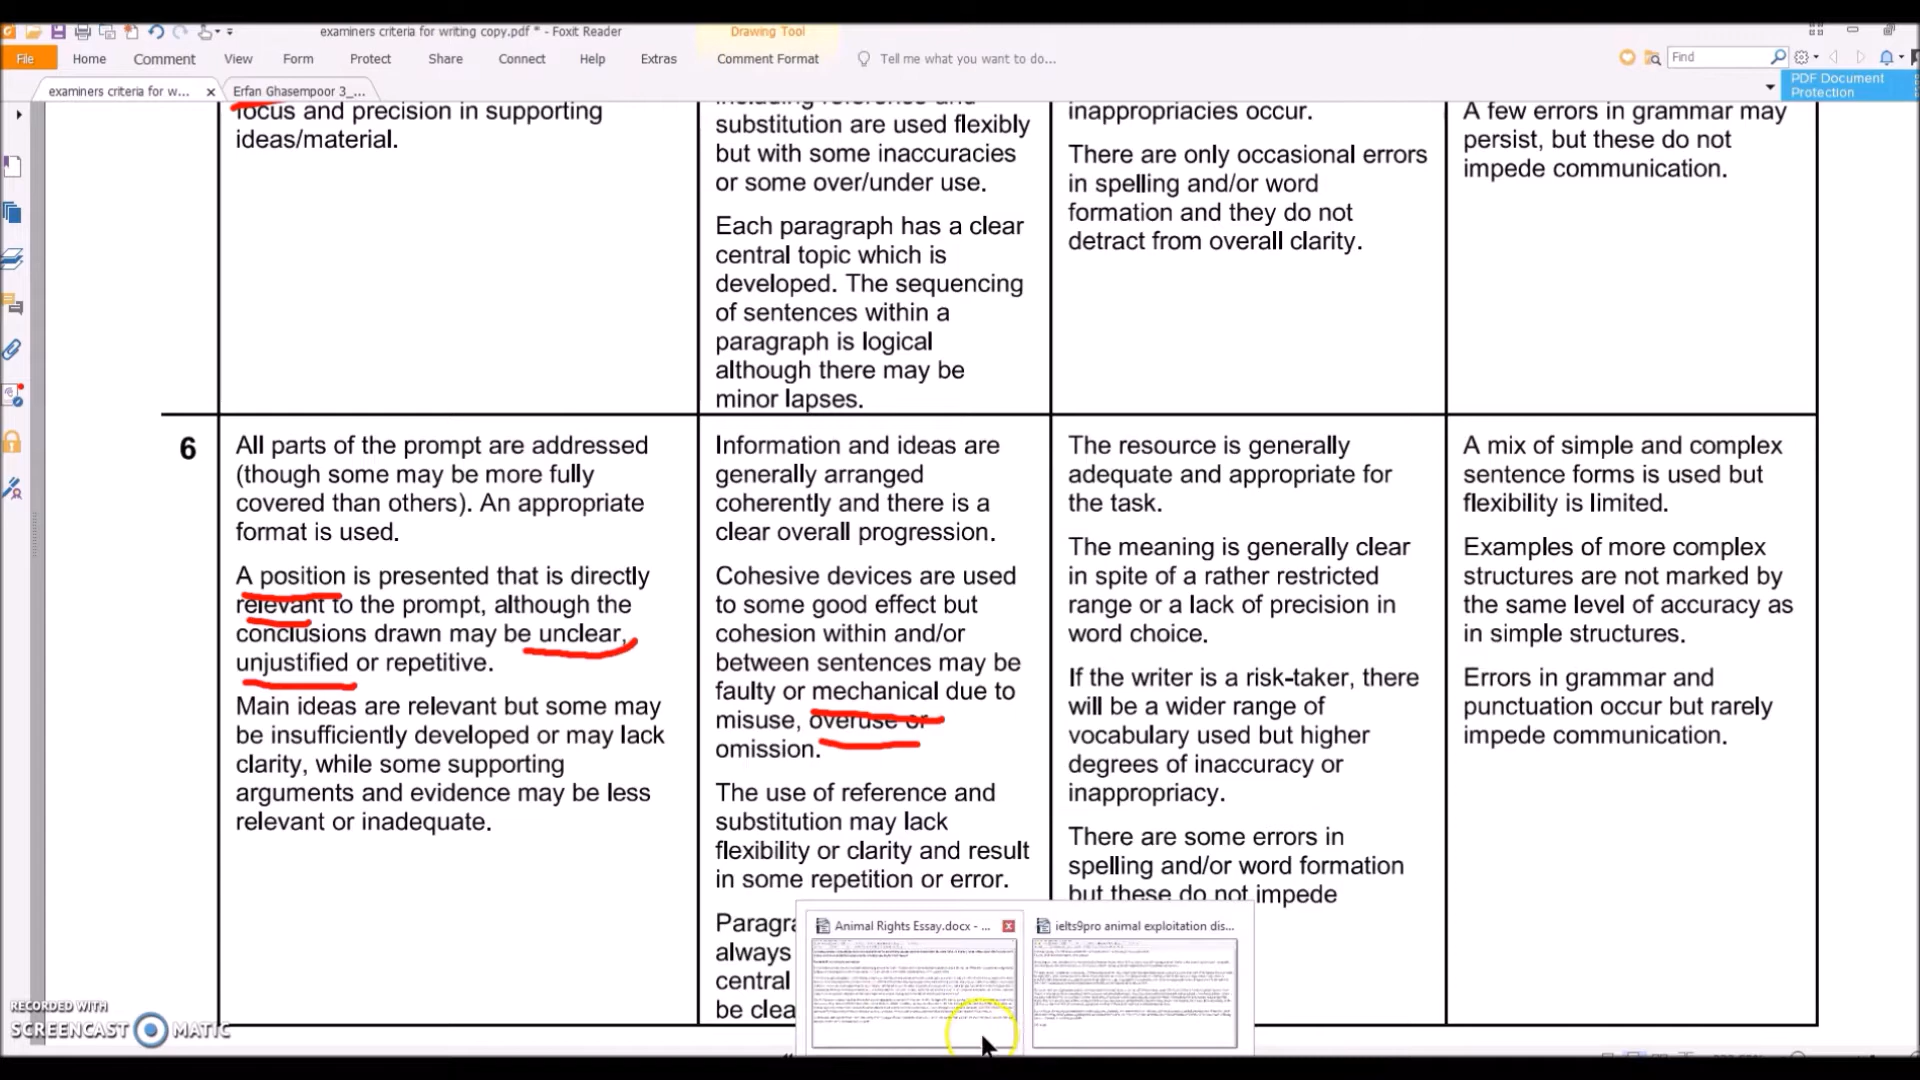 examiners criteria for writing copy.pdf * - Foxit Reader
Drawing Tool
File Home Comment View Form Protect Share Connect Help Extras Comment Format Tell me what you want to do... Find
PDF Document
Protection
examiners criteria for w... x Erfan Ghasempoor 3_...
focus and precision in supporting
ideas/material.
including reference and
substitution are used flexibly
but with some inaccuracies
or some over/under use.
Each paragraph has a clear
central topic which is
developed. The sequencing
of sentences within a
paragraph is logical
although there may be
minor lapses.
inappropriacies occur.
There are only occasional errors
in spelling and/or word
formation and they do not
detract from overall clarity.
A few errors in grammar may
persist, but these do not
impede communication.
6
All parts of the prompt are addressed
(though some may be more fully
covered than others). An appropriate
format is used.
A position is presented that is directly
relevant to the prompt, although the
conclusions drawn may be unclear,
unjustified or repetitive.
Main ideas are relevant but some may
be insufficiently developed or may lack
clarity, while some supporting
arguments and evidence may be less
relevant or inadequate.
Information and ideas are
generally arranged
coherently and there is a
clear overall progression.
Cohesive devices are used
to some good effect but
cohesion within and/or
between sentences may be
faulty or mechanical due to
misuse, overuse or
omission.
The use of reference and
substitution may lack
flexibility or clarity and result
in some repetition or error.
Paragra
always
central
be clea
The resource is generally
adequate and appropriate for
the task.
The meaning is generally clear
in spite of a rather restricted
range or a lack of precision in
word choice.
If the writer is a risk-taker, there
will be a wider range of
vocabulary used but higher
degrees of inaccuracy or
inappropriacy.
There are some errors in
spelling and/or word formation
but these do not impede
A mix of simple and complex
sentence forms is used but
flexibility is limited.
Examples of more complex
structures are not marked by
the same level of accuracy as
in simple structures.
Errors in grammar and
punctuation occur but rarely
impede communication.
Animal Rights Essay.docx - ...
ielts9pro animal exploitation dis...
RECORDED WITH
SCREENCAST MATIC